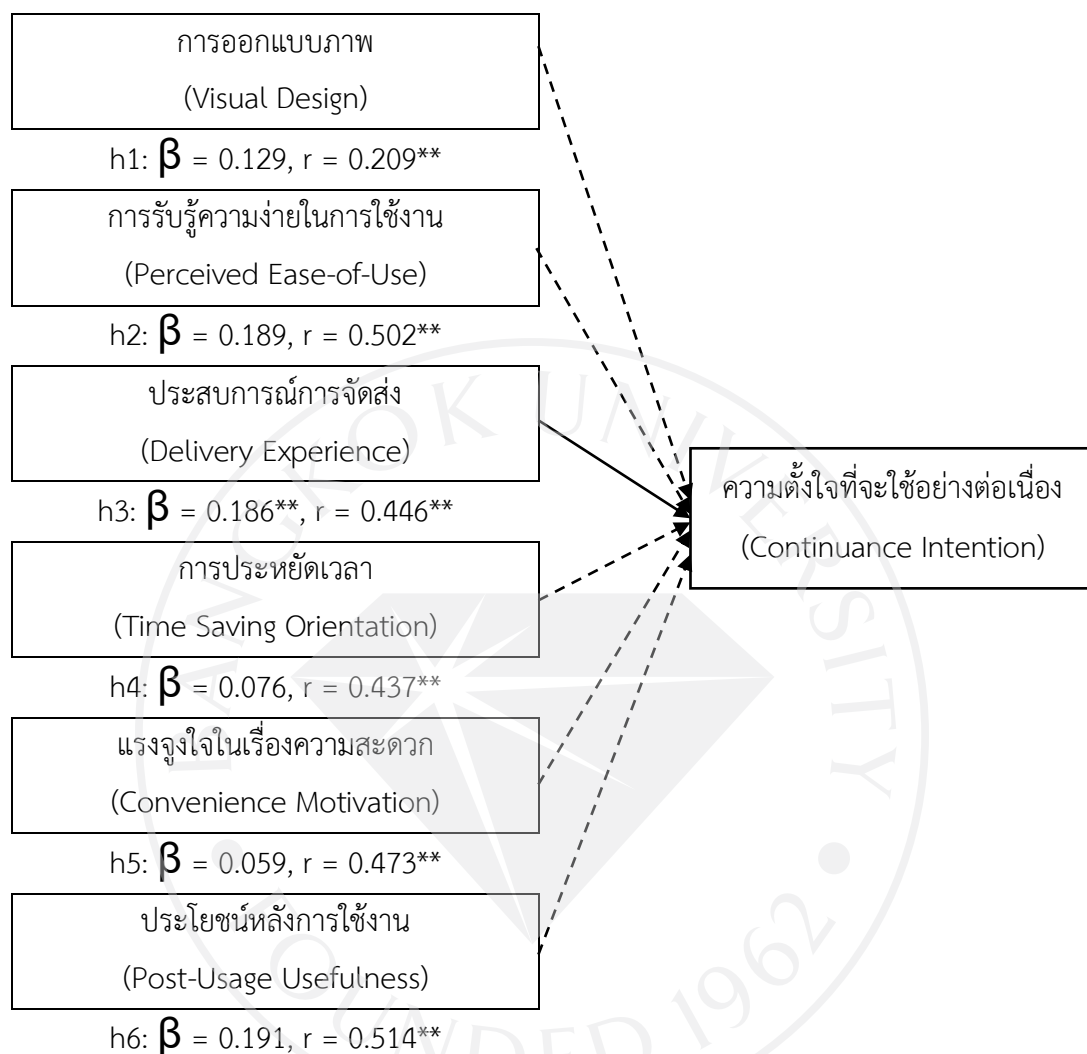 การออกแบบภาพ
(Visual Design)
h1: β = 0.129, r = 0.209**
การรับรู้ความง่ายในการใช้งาน
(Perceived Ease-of-Use)
h2: β = 0.189, r = 0.502**
ประสบการณ์การจัดส่ง
(Delivery Experience)
h3: β = 0.186**, r = 0.446**
การประหยัดเวลา
(Time Saving Orientation)
h4: β = 0.076, r = 0.437**
แรงจูงใจในเรื่องความสะดวก
(Convenience Motivation)
h5: β = 0.059, r = 0.473**
ประโยชน์หลังการใช้งาน
(Post-Usage Usefulness)
h6: β = 0.191, r = 0.514**
ความตั้งใจที่จะใช้อย่างต่อเนื่อง
(Continuance Intention)
BANGKOK UNIVERSITY
FOUNDED 1962